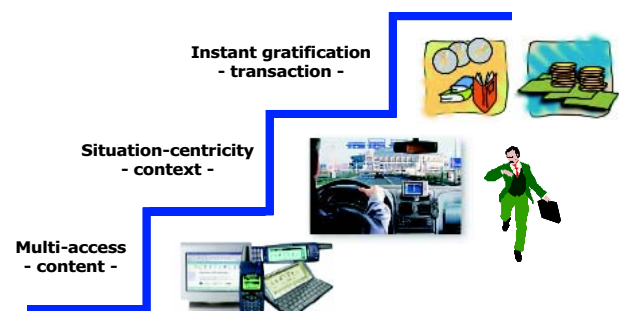 Instant gratification
- transaction -
Situation-centricity
- context -
Multi-access
- content -